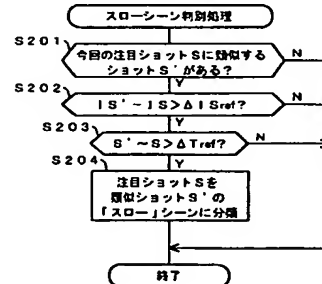 スローシーン判別処理
S201
今回の注目ショットSに類似する
ショットS'がある?
N
Y
S202
IS'~IS>ΔISref?
N
Y
S203
S'~S>ΔTref?
N
Y
S204
注目ショットSを
類似ショットS'の
「スロー」シーンに分類
終了